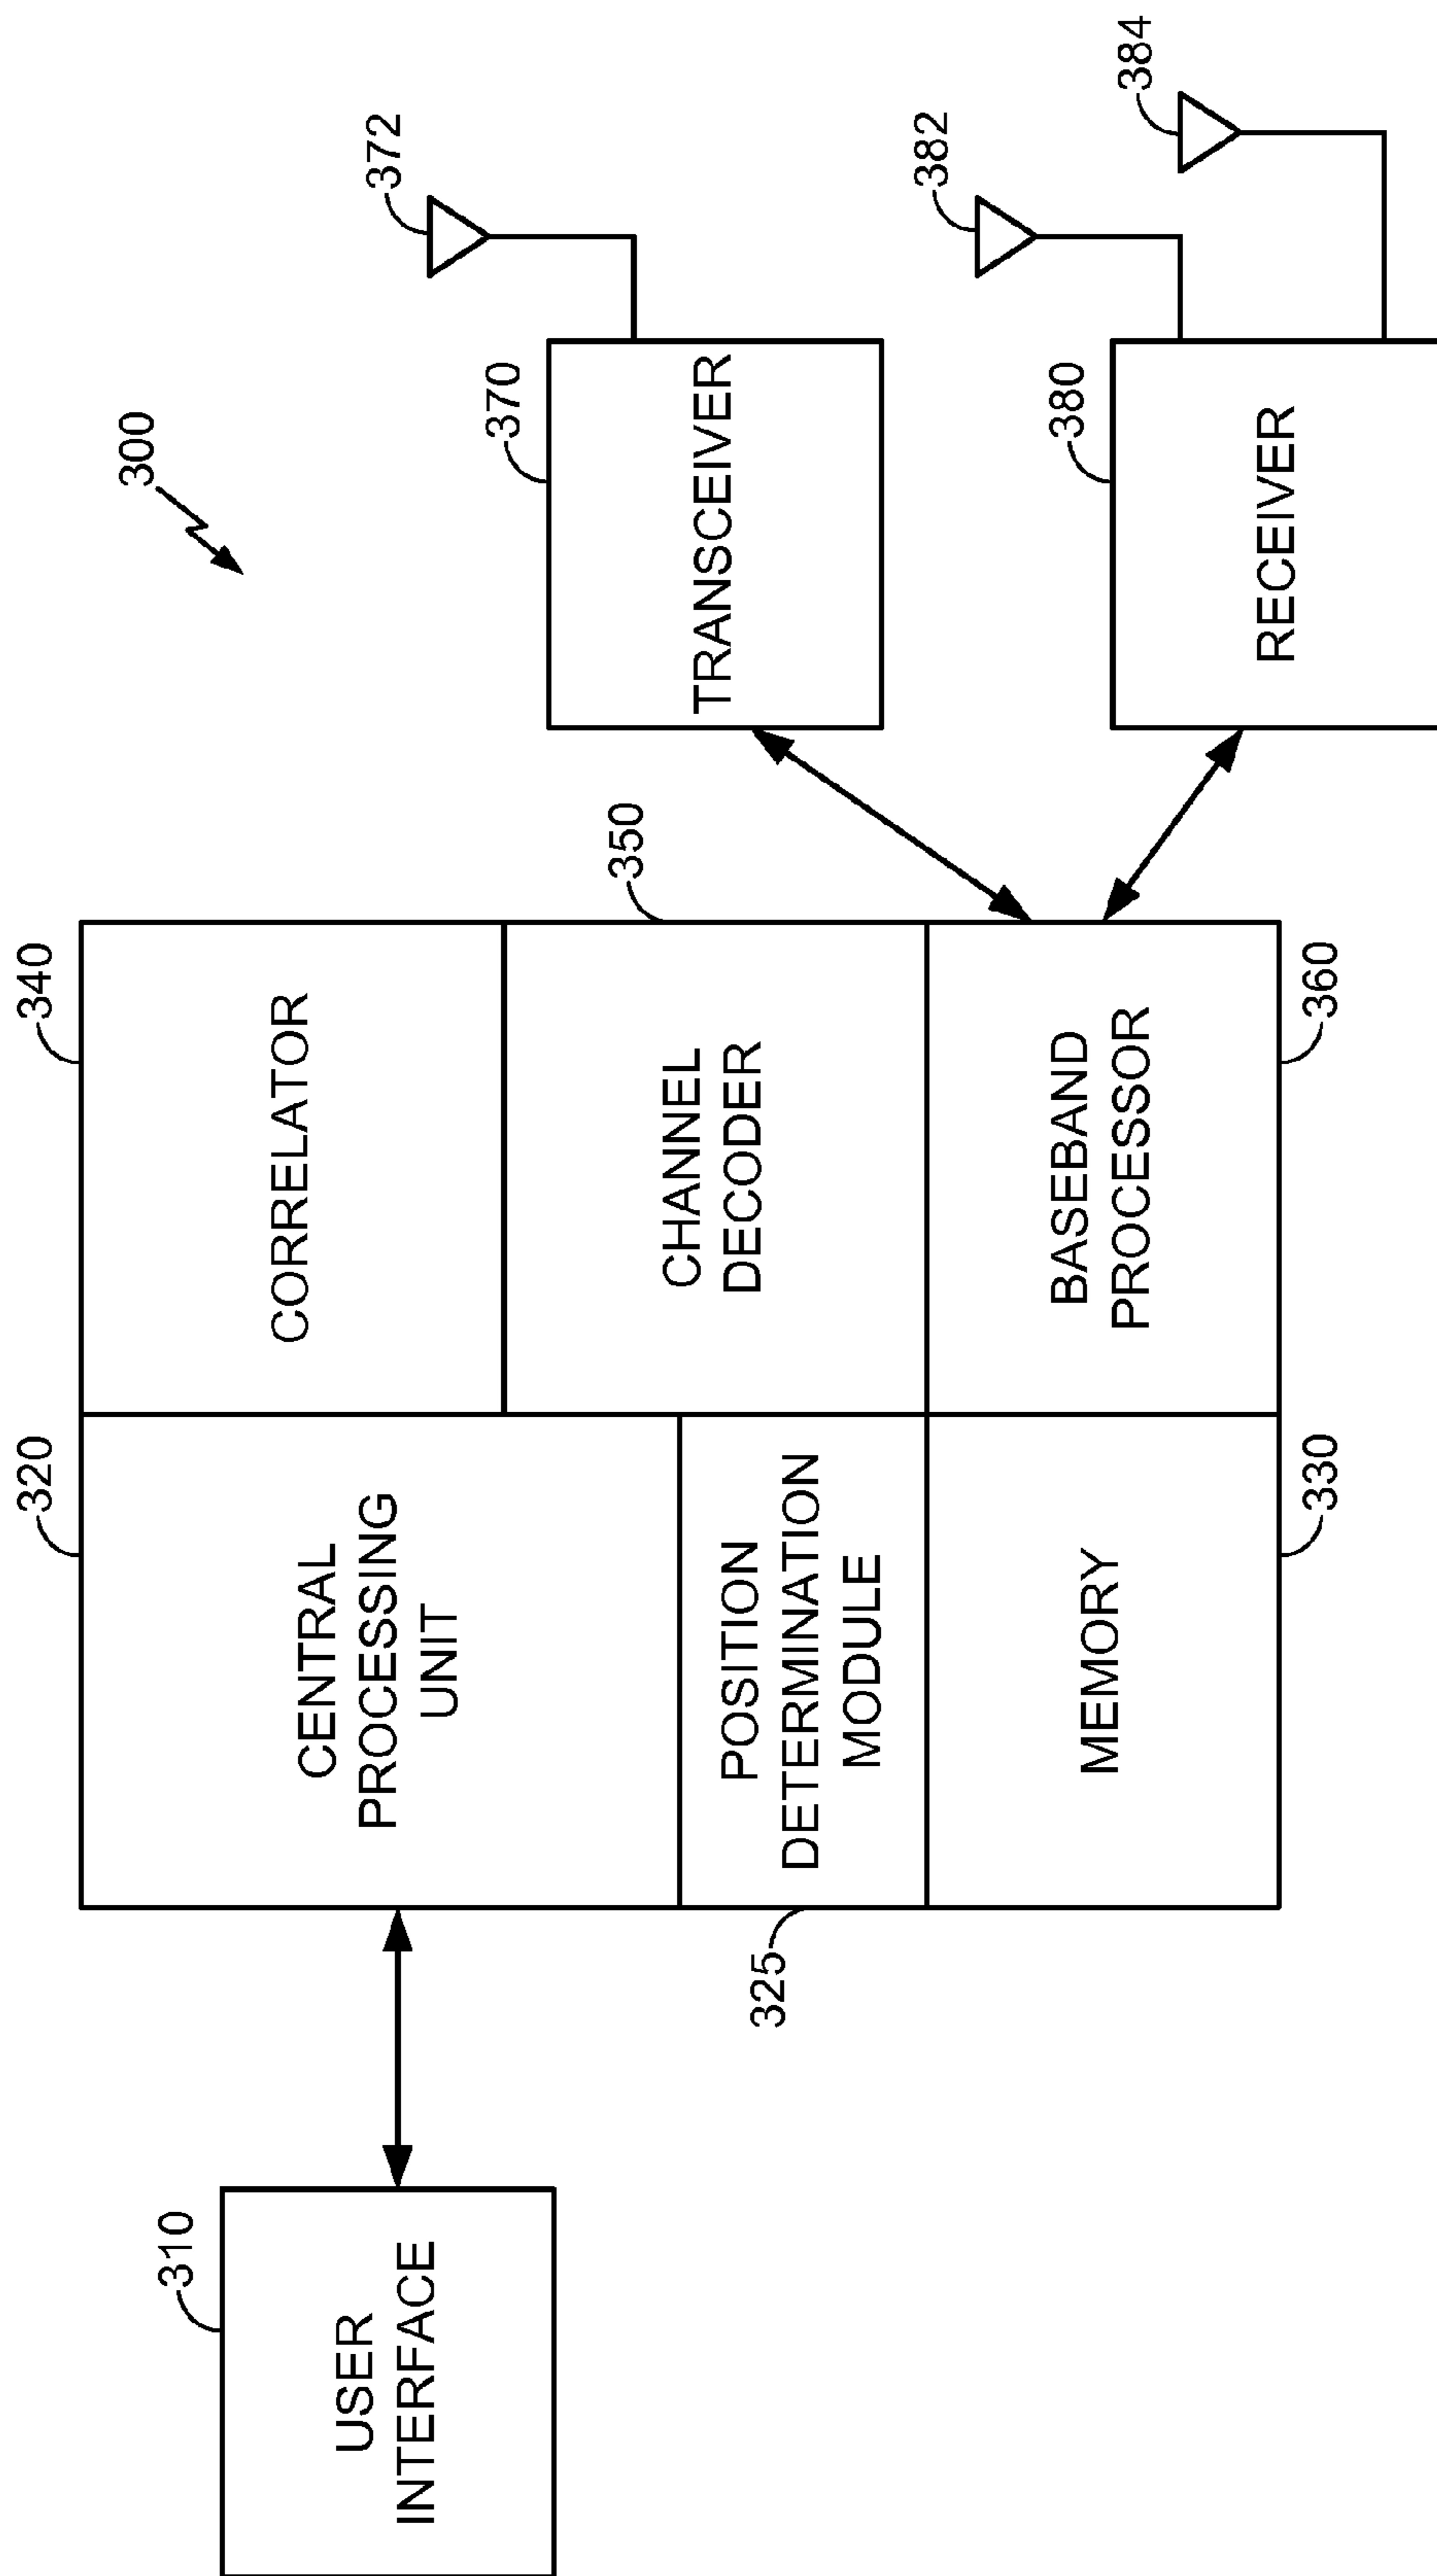 300
310
USER
INTERFACE
320
CENTRAL
PROCESSING
UNIT
325
POSITION
DETERMINATION
MODULE
330
MEMORY
340
CORRELATOR
350
CHANNEL
DECODER
360
BASEBAND
PROCESSOR
370
TRANSCEIVER
372
380
RECEIVER
382
384